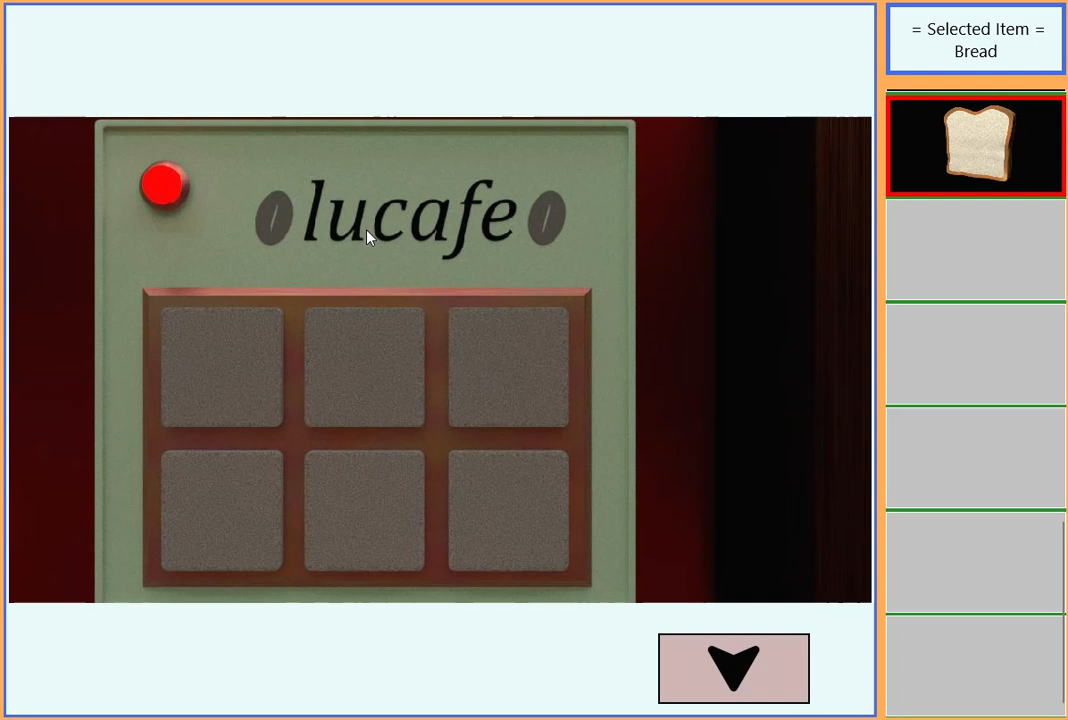 = Selected Item =
Bread
lucafe